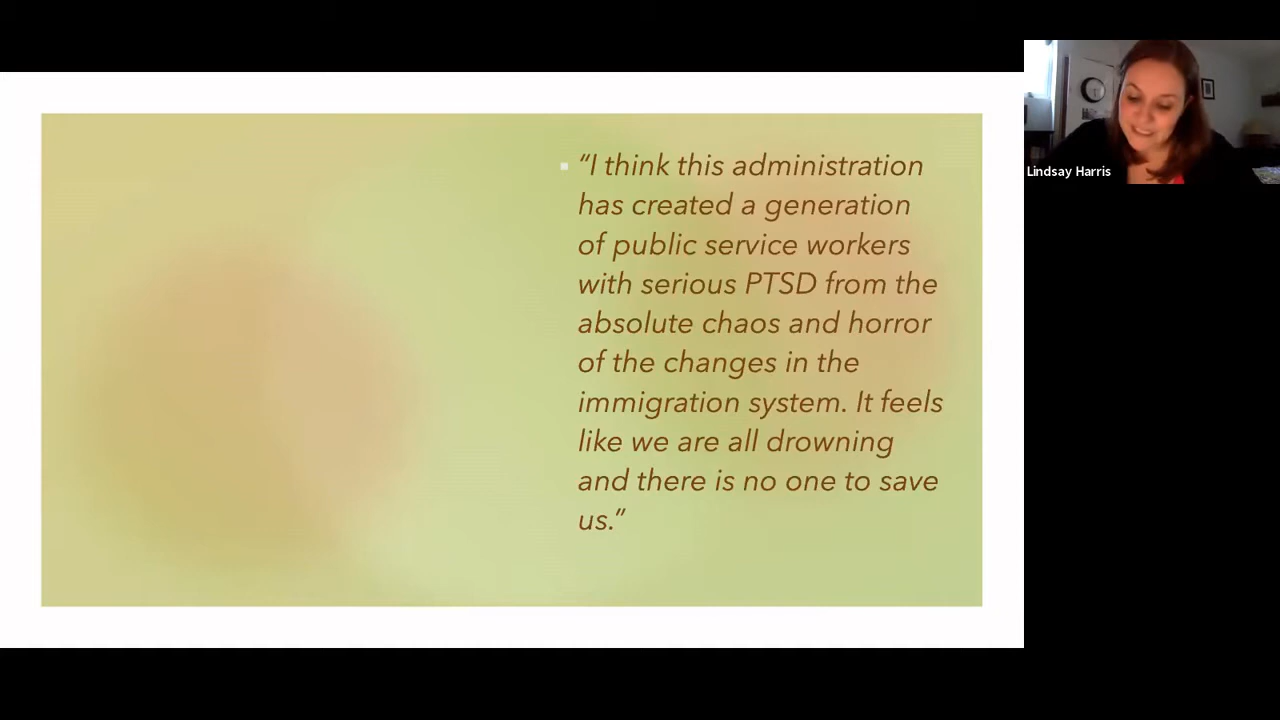 “I think this administration
has created a generation
of public service workers
with serious PTSD from the
absolute chaos and horror
of the changes in the
immigration system. It feels
like we are all drowning
and there is no one to save
us.”
Lindsay Harris